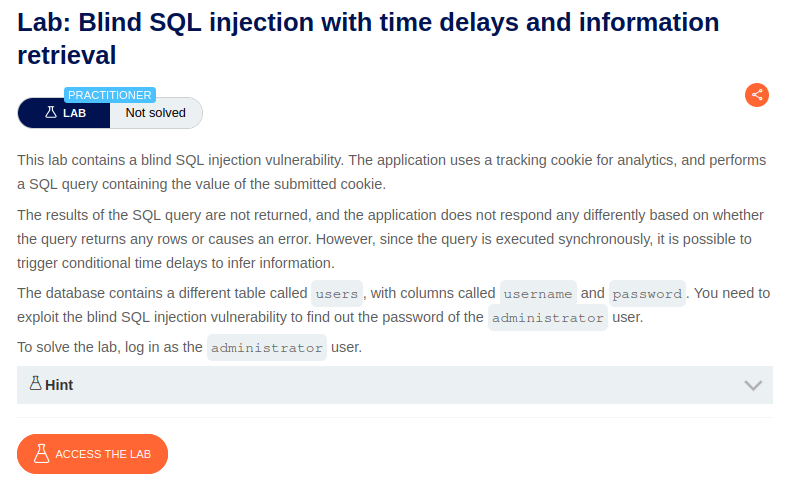 Lab: Blind SQL injection with time delays and information
retrieval
PRACTITIONER
LAB Not solved
This lab contains a blind SQL injection vulnerability. The application uses a tracking cookie for analytics, and performs
a SQL query containing the value of the submitted cookie.
The results of the SQL query are not returned, and the application does not respond any differently based on whether
the query returns any rows or causes an error. However, since the query is executed synchronously, it is possible to
trigger conditional time delays to infer information.
The database contains a different table called users, with columns called username and password. You need to
exploit the blind SQL injection vulnerability to find out the password of the administrator user.
To solve the lab, log in as the administrator user.
Hint
ACCESS THE LAB